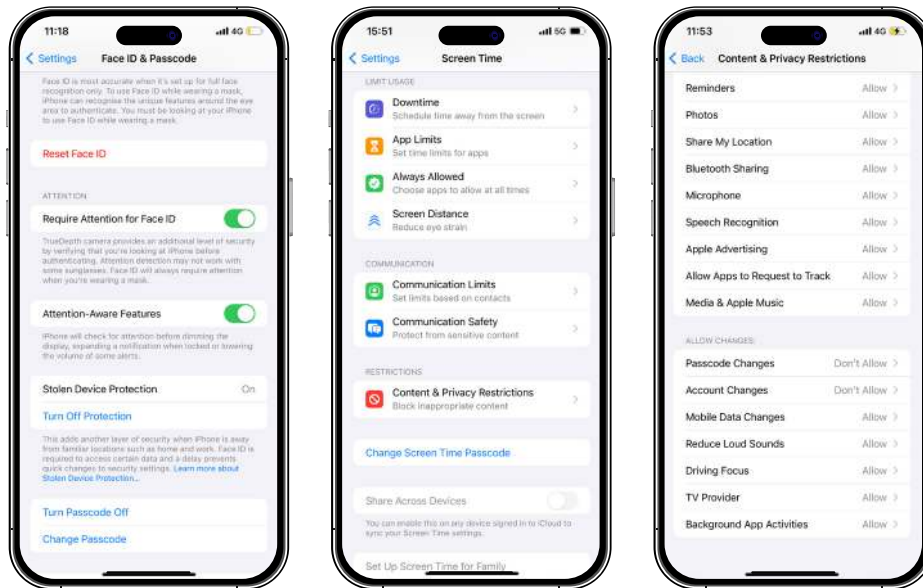 11:18
4G
Settings
Face ID & Passcode
Face ID is most accurate when it's set up for full face
recognition only. To use Face ID while wearing a mask,
iPhone can recognise the unique features around the eye
area to authenticate. You must be looking at your iPhone
to use Face ID while wearing a mask.
Reset Face ID
ATTENTION
Require Attention for Face ID
TrueDepth camera provides an additional level of security
by verifying that you're looking at iPhone before
authenticating. Attention detection may not work with
some sunglasses. Face ID will always require attention
when you're wearing a mask.
Attention-Aware Features
iPhone will check for attention before dimming the
display, expanding a notification when locked or lowering
the volume of some alerts.
Stolen Device Protection On
Turn Off Protection
This adds another layer of security when iPhone is away
from familiar locations such as home and work. Face ID is
required to access certain data and a delay prevents
quick changes to security settings. Learn more about
Stolen Device Protection...
Turn Passcode Off
Change Passcode
15:51
5G
Settings
Screen Time
LIMIT USAGE
Downtime
Schedule time away from the screen
App Limits
Set time limits for apps
Always Allowed
Choose apps to allow at all times
Screen Distance
Reduce eye strain
COMMUNICATION
Communication Limits
Set limits based on contacts
Communication Safety
Protect from sensitive content
RESTRICTIONS
Content & Privacy Restrictions
Block inappropriate content
Change Screen Time Passcode
Share Across Devices
You can enable this on any device signed in to iCloud to
sync your Screen Time settings.
Set Up Screen Time for Family
11:53
4G
Back
Content & Privacy Restrictions
Reminders Allow
Photos Allow
Share My Location Allow
Bluetooth Sharing Allow
Microphone Allow
Speech Recognition Allow
Apple Advertising Allow
Allow Apps to Request to Track Allow
Media & Apple Music Allow
ALLOW CHANGES:
Passcode Changes Don't Allow
Account Changes Don't Allow
Mobile Data Changes Allow
Reduce Loud Sounds Allow
Driving Focus Allow
TV Provider Allow
Background App Activities Allow